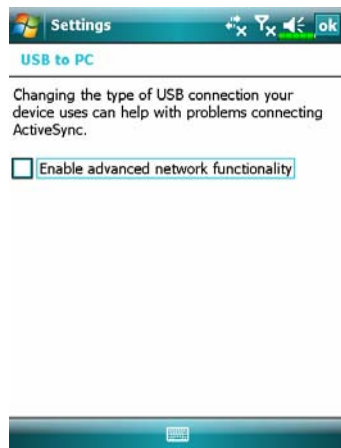 Settings
ok
USB to PC
Changing the type of USB connection your
device uses can help with problems connecting
ActiveSync.
Enable advanced network functionality